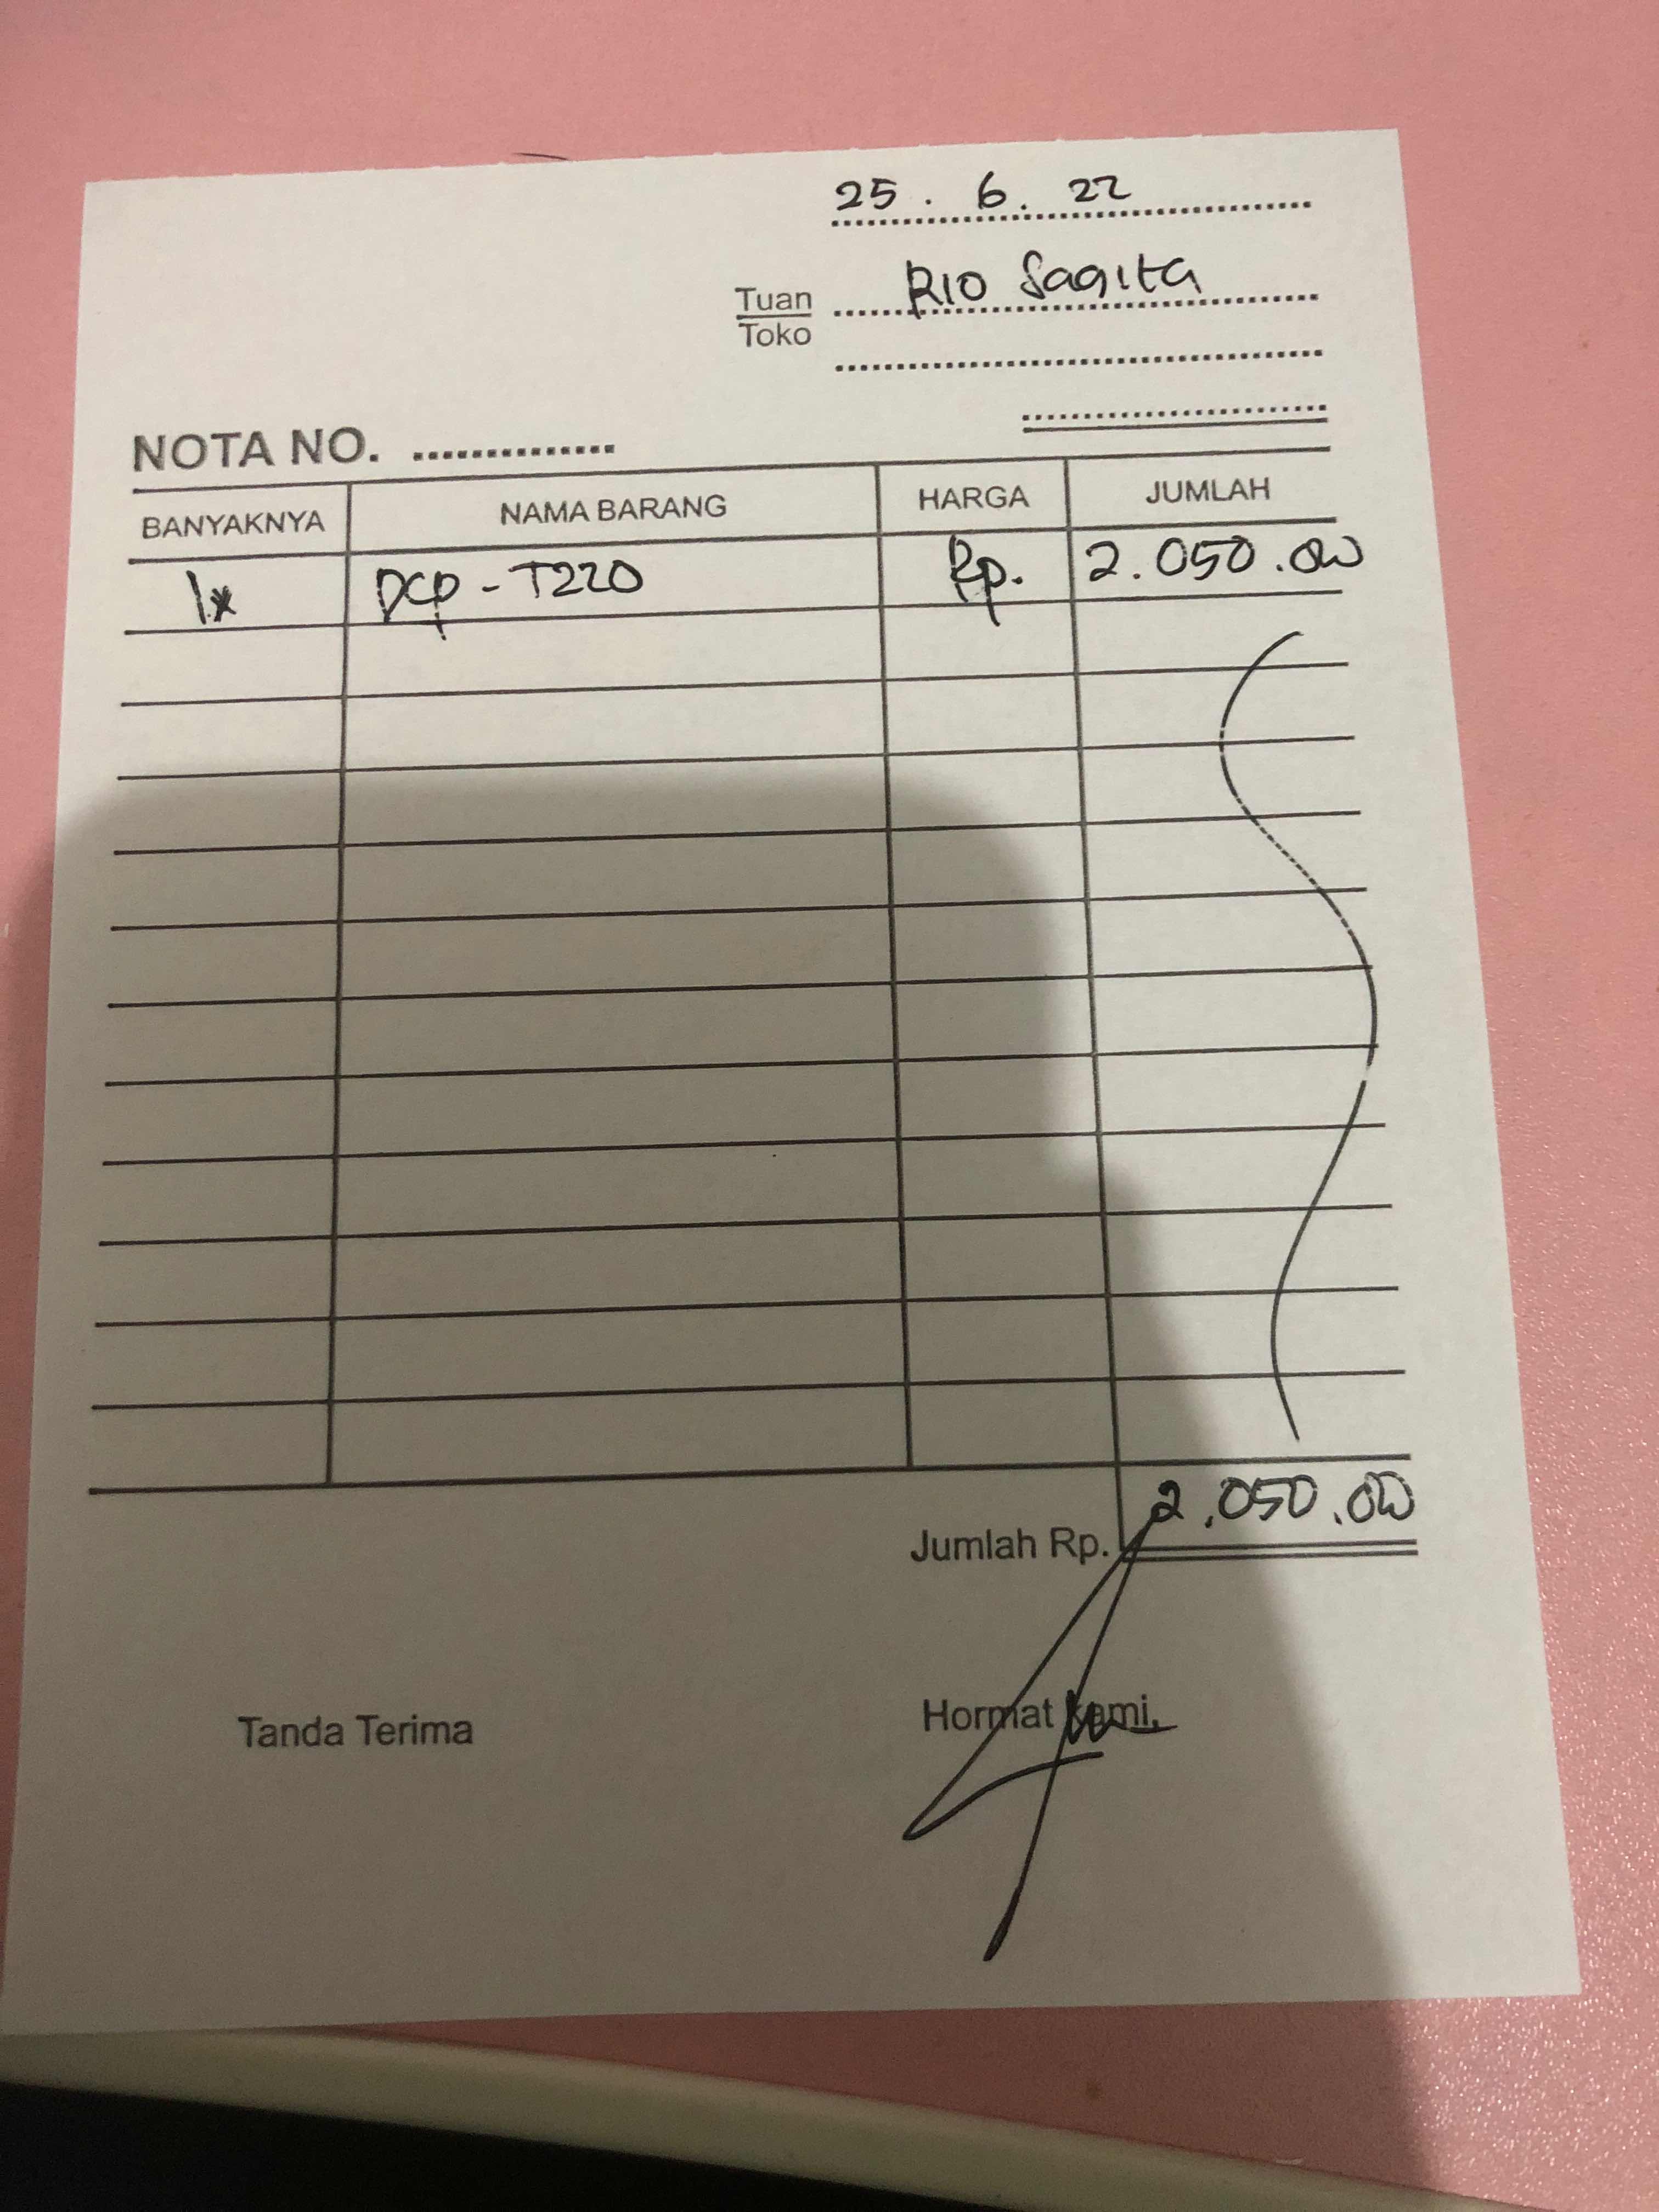 25 . 6 . 22
Tuan
Toko
Rio Sagita
NOTA NO. ..............
BANYAKNYA NAMA BARANG HARGA JUMLAH
1x DCP - T220 Rp. 2.050.000
Jumlah Rp. 2.050.000
Tanda Terima Hormat kami,